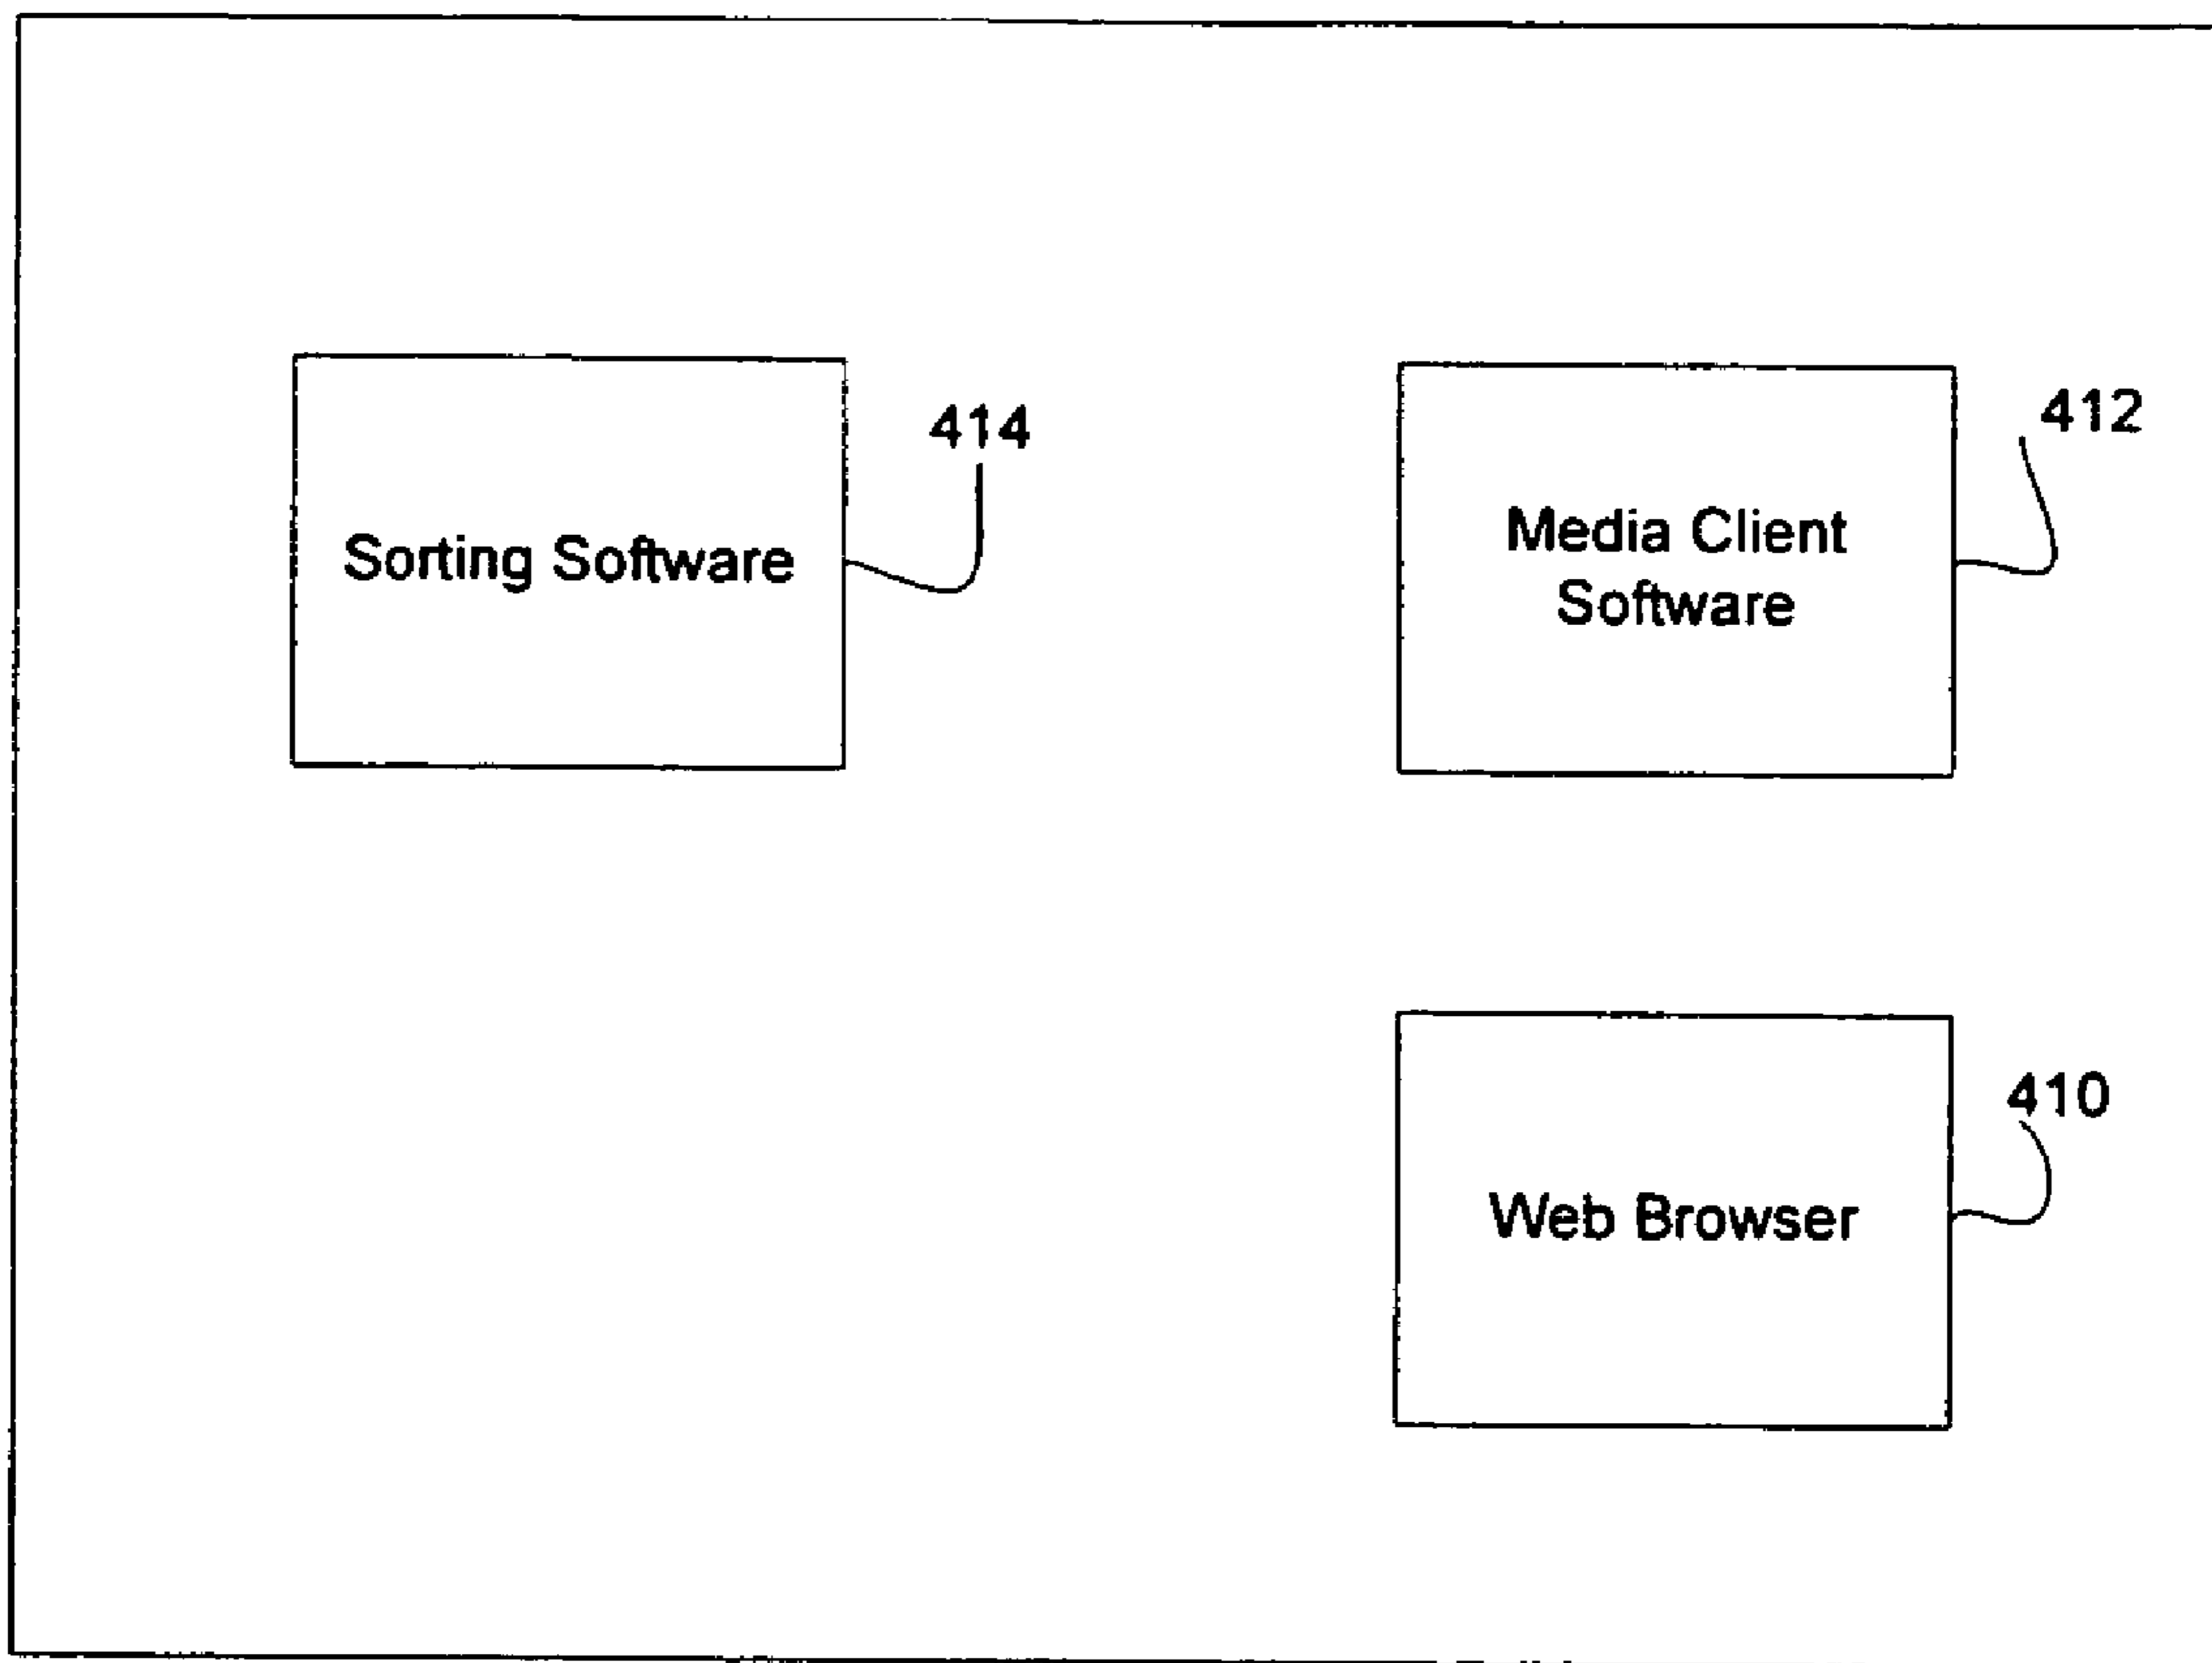 414
Sorting Software
412
Media Client
Software
410
Web Browser